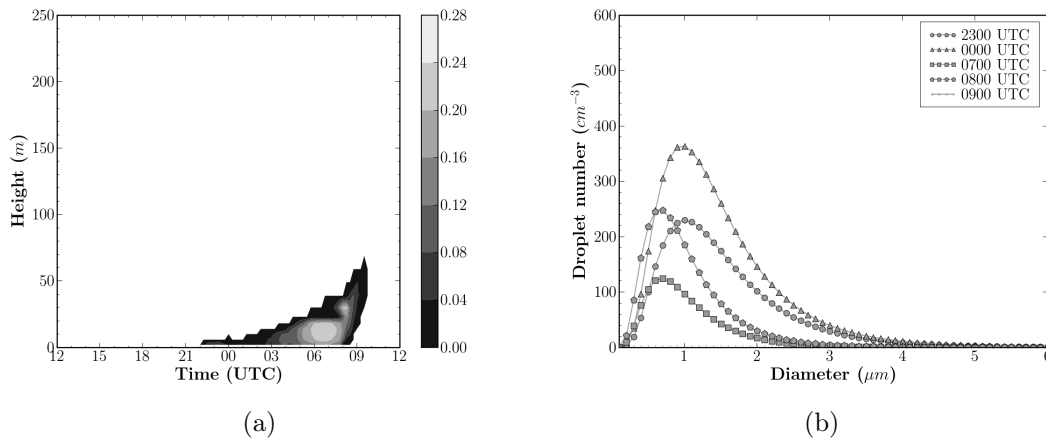 250
200
150
100
50
0
Height (m)
12 15 18 21 00 03 06 09 12
Time (UTC)
0.28
0.24
0.20
0.16
0.12
0.08
0.04
0.00
(a)
600
500
400
300
200
100
0
Droplet number (cm⁻³)
2300 UTC
0000 UTC
0700 UTC
0800 UTC
0900 UTC
1 2 3 4 5 6
Diameter (μm)
(b)